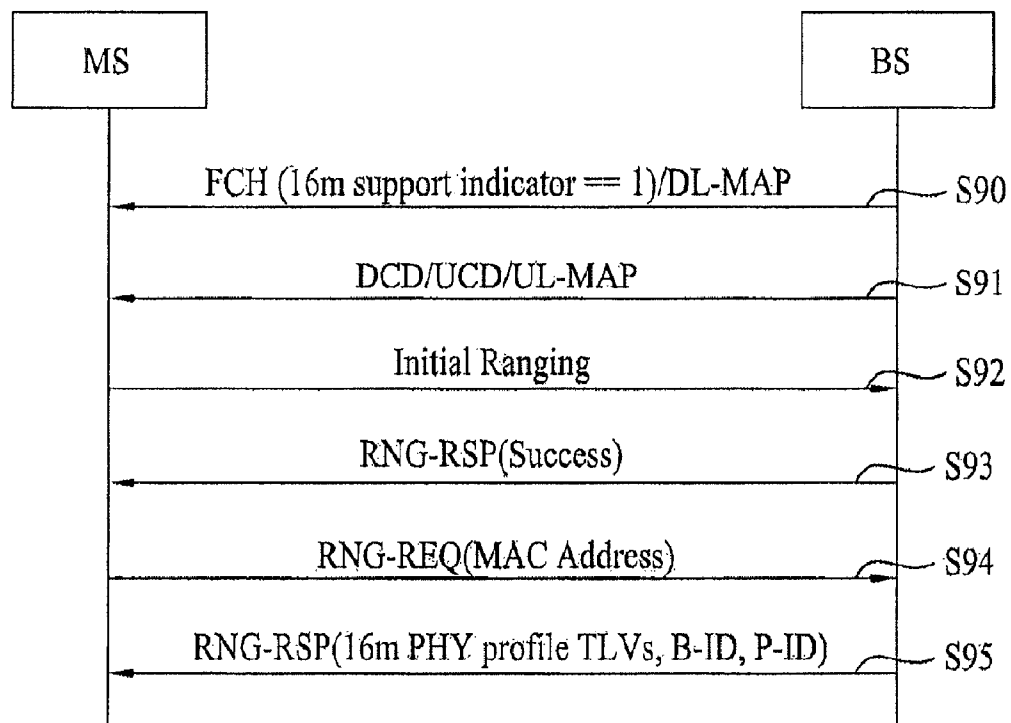 MS
BS
FCH (16m support indicator == 1)/DL-MAP
S90
DCD/UCD/UL-MAP
S91
Initial Ranging
S92
RNG-RSP(Success)
S93
RNG-REQ(MAC Address)
S94
RNG-RSP(16m PHY profile TLVs, B-ID, P-ID)
S95